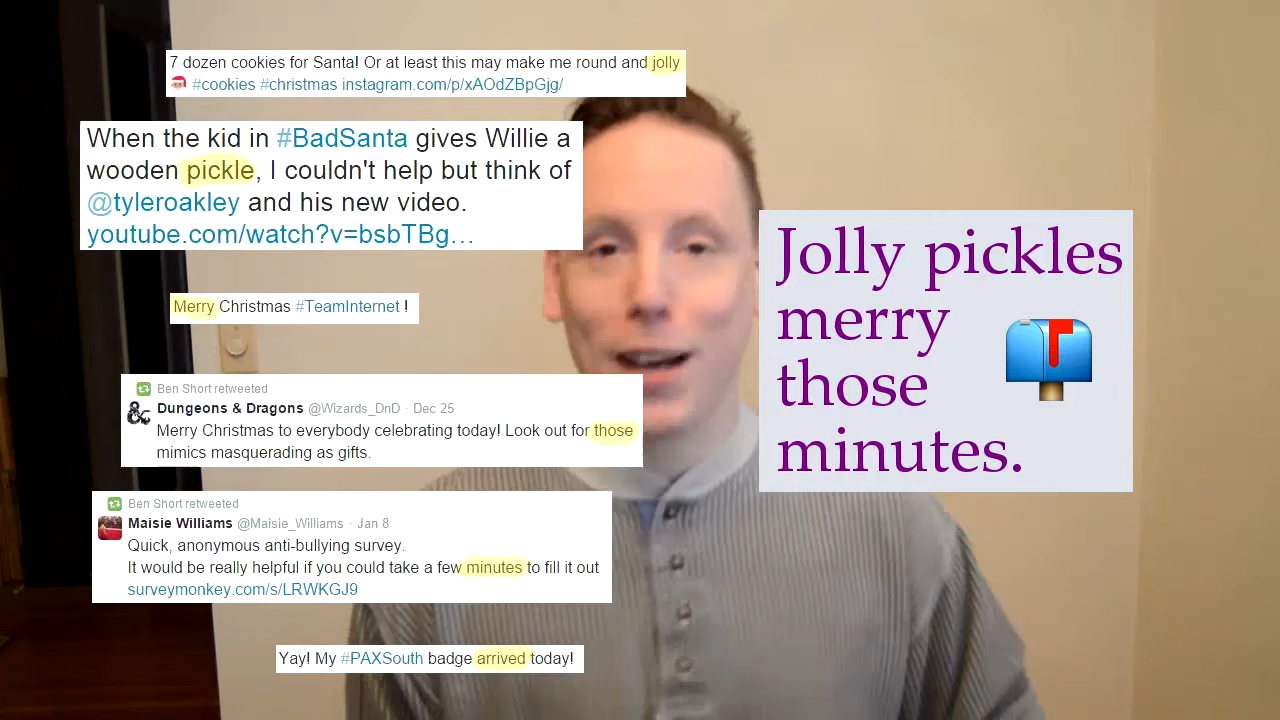 7 dozen cookies for Santa! Or at least this may make me round and jolly
🎅 #cookies #christmas instagram.com/p/xAOdZBpGjg/
When the kid in #BadSanta gives Willie a
wooden pickle, I couldn't help but think of
@tyleroakley and his new video.
youtube.com/watch?v=bsbTBg…
Merry Christmas #TeamInternet !
Ben Short retweeted
Dungeons & Dragons @Wizards_DnD · Dec 25
Merry Christmas to everybody celebrating today! Look out for those
mimics masquerading as gifts.
Ben Short retweeted
Maisie Williams @Maisie_Williams · Jan 8
Quick, anonymous anti-bullying survey.
It would be really helpful if you could take a few minutes to fill it out
surveymonkey.com/s/LRWKGJ9
Yay! My #PAXSouth badge arrived today!
Jolly pickles
merry
those
minutes.